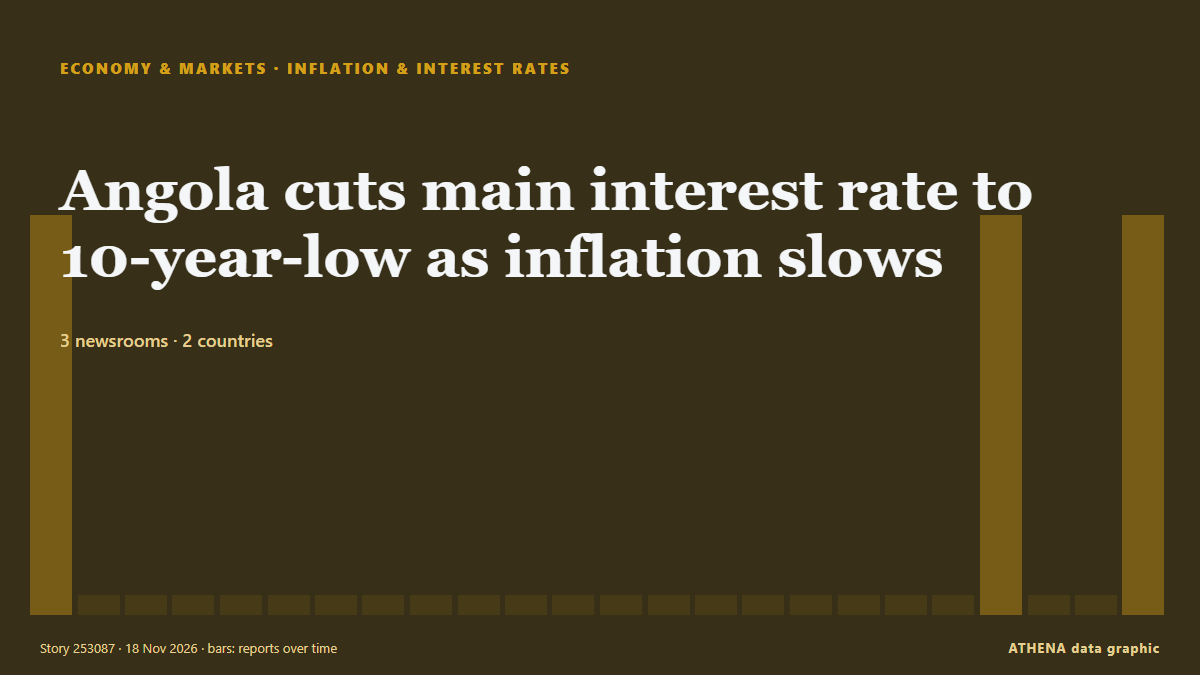 ECONOMY & MARKETS · INFLATION & INTEREST RATES
Angola cuts main interest rate to
10-year-low as inflation slows
3 newsrooms · 2 countries
Story 253087 · 18 Nov 2026 · bars: reports over time
ATHENA data graphic